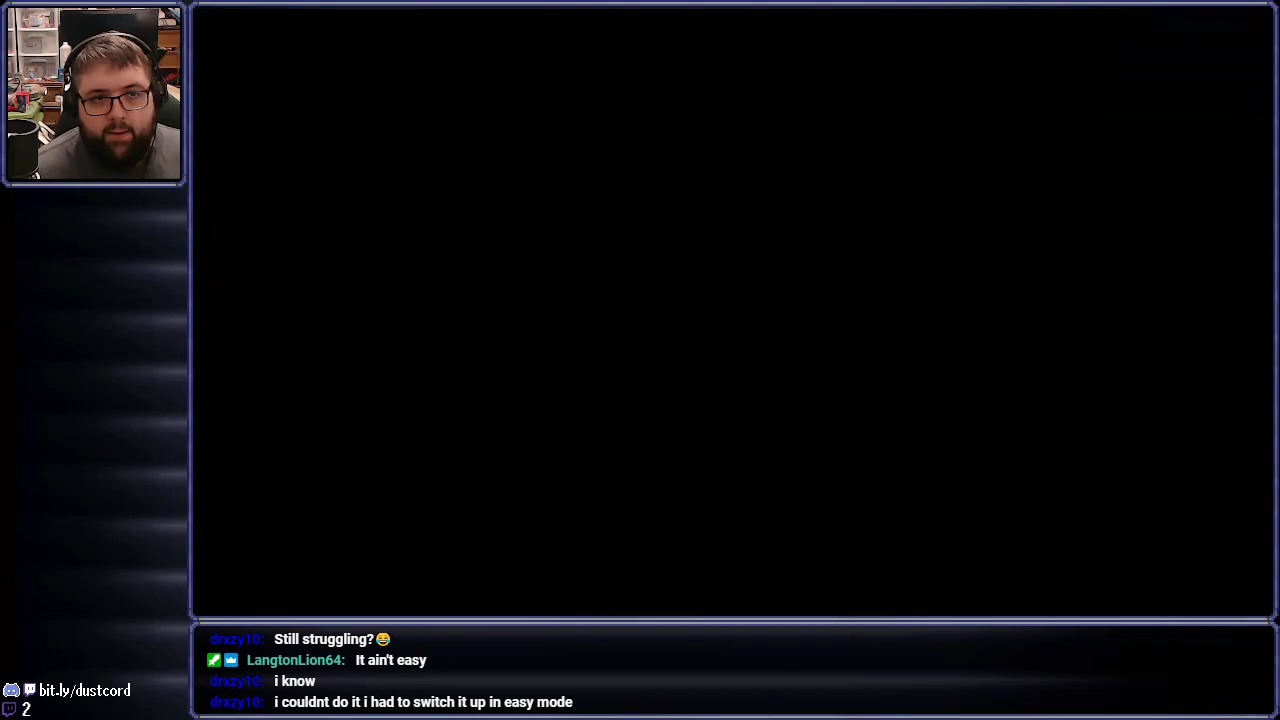 drxzy10: Still struggling?😂
LangtonLion64: It ain't easy
drxzy10: i know
drxzy10: i couldnt do it i had to switch it up in easy mode
bit.ly/dustcord
2